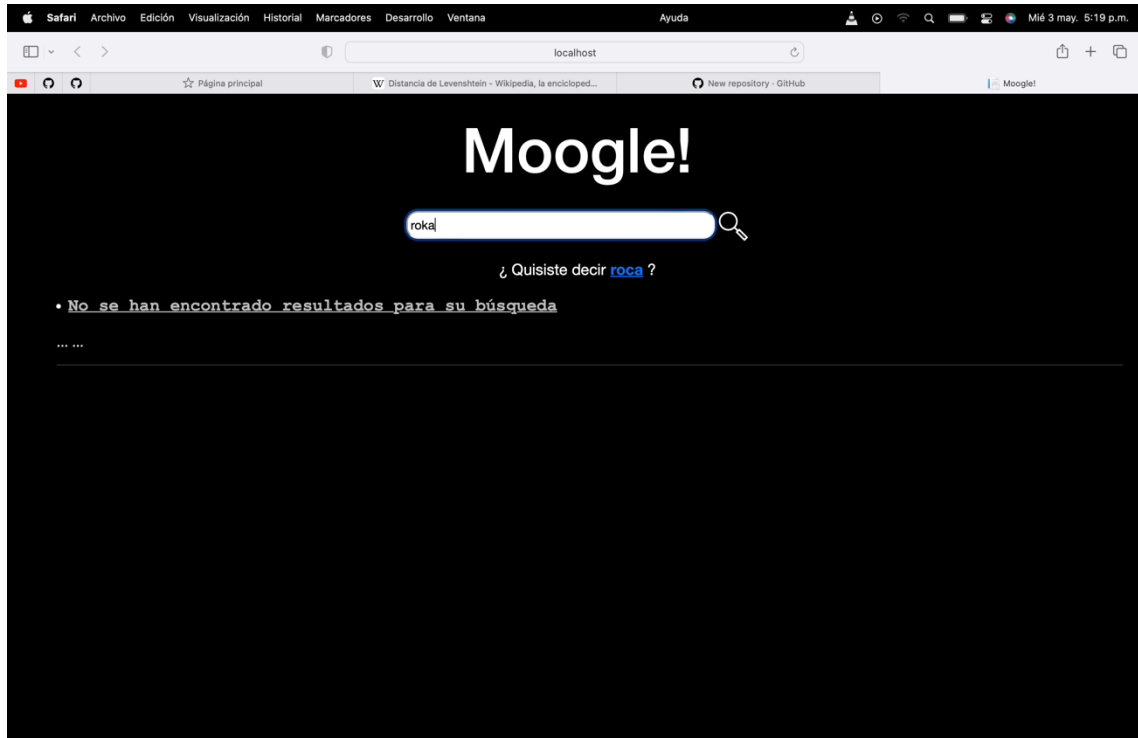 Safari Archivo Edición Visualización Historial Marcadores Desarrollo Ventana Ayuda Mié 3 may. 5:19 p.m.
localhost
Página principal W Distancia de Levenshtein - Wikipedia, la encicloped... New repository · GitHub Moogle!
Moogle!
roka
¿ Quisiste decir roca ?
• No se han encontrado resultados para su búsqueda
... ...